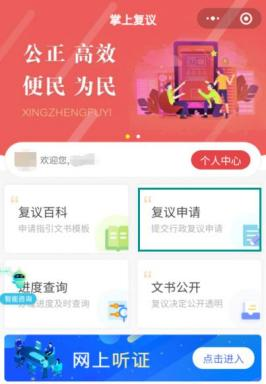 掌上复议
公正 高效
便民 为民
XINGZHENGFUYI
欢迎您,
个人中心
复议百科
申请指引文书模板
复议申请
提交行政复议申请
进度查询
办理进度及时查询
智能咨询
文书公开
复议决定公开透明
网上听证
点击进入